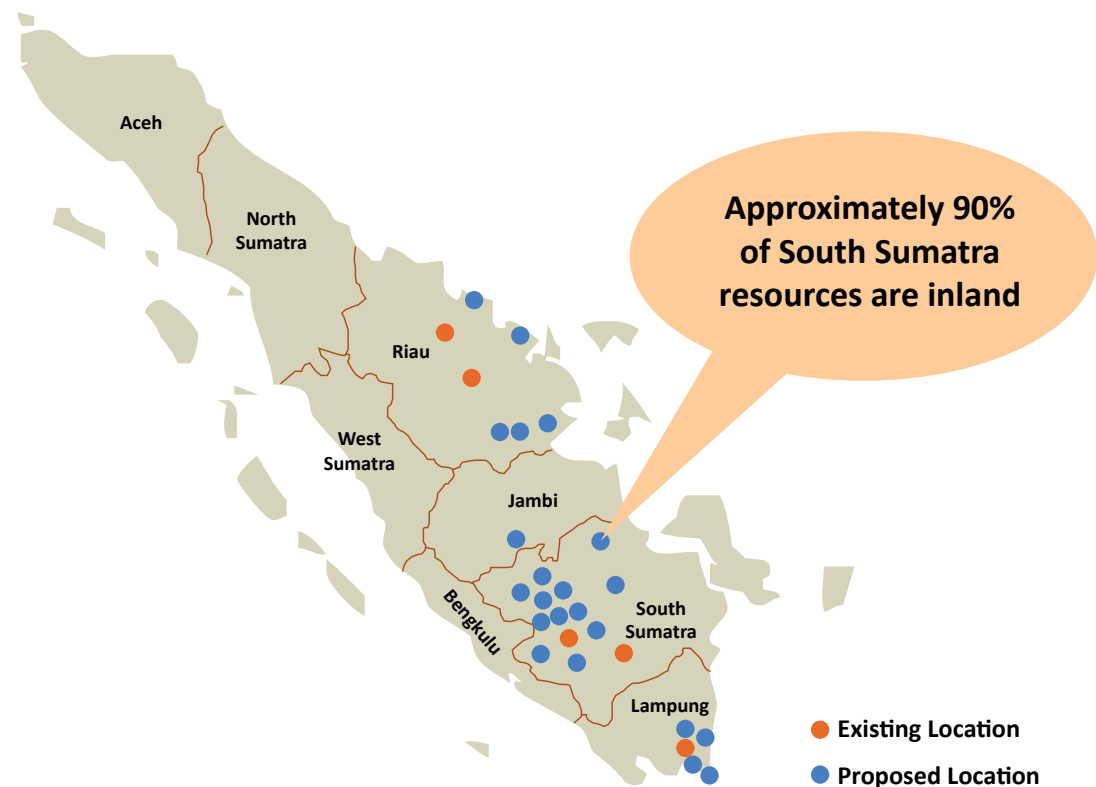 Aceh
North
Sumatra
Approximately 90%
of South Sumatra
resources are inland
Riau
West
Sumatra
Jambi
Bengkulu
South
Sumatra
Lampung
Existing Location
Proposed Location